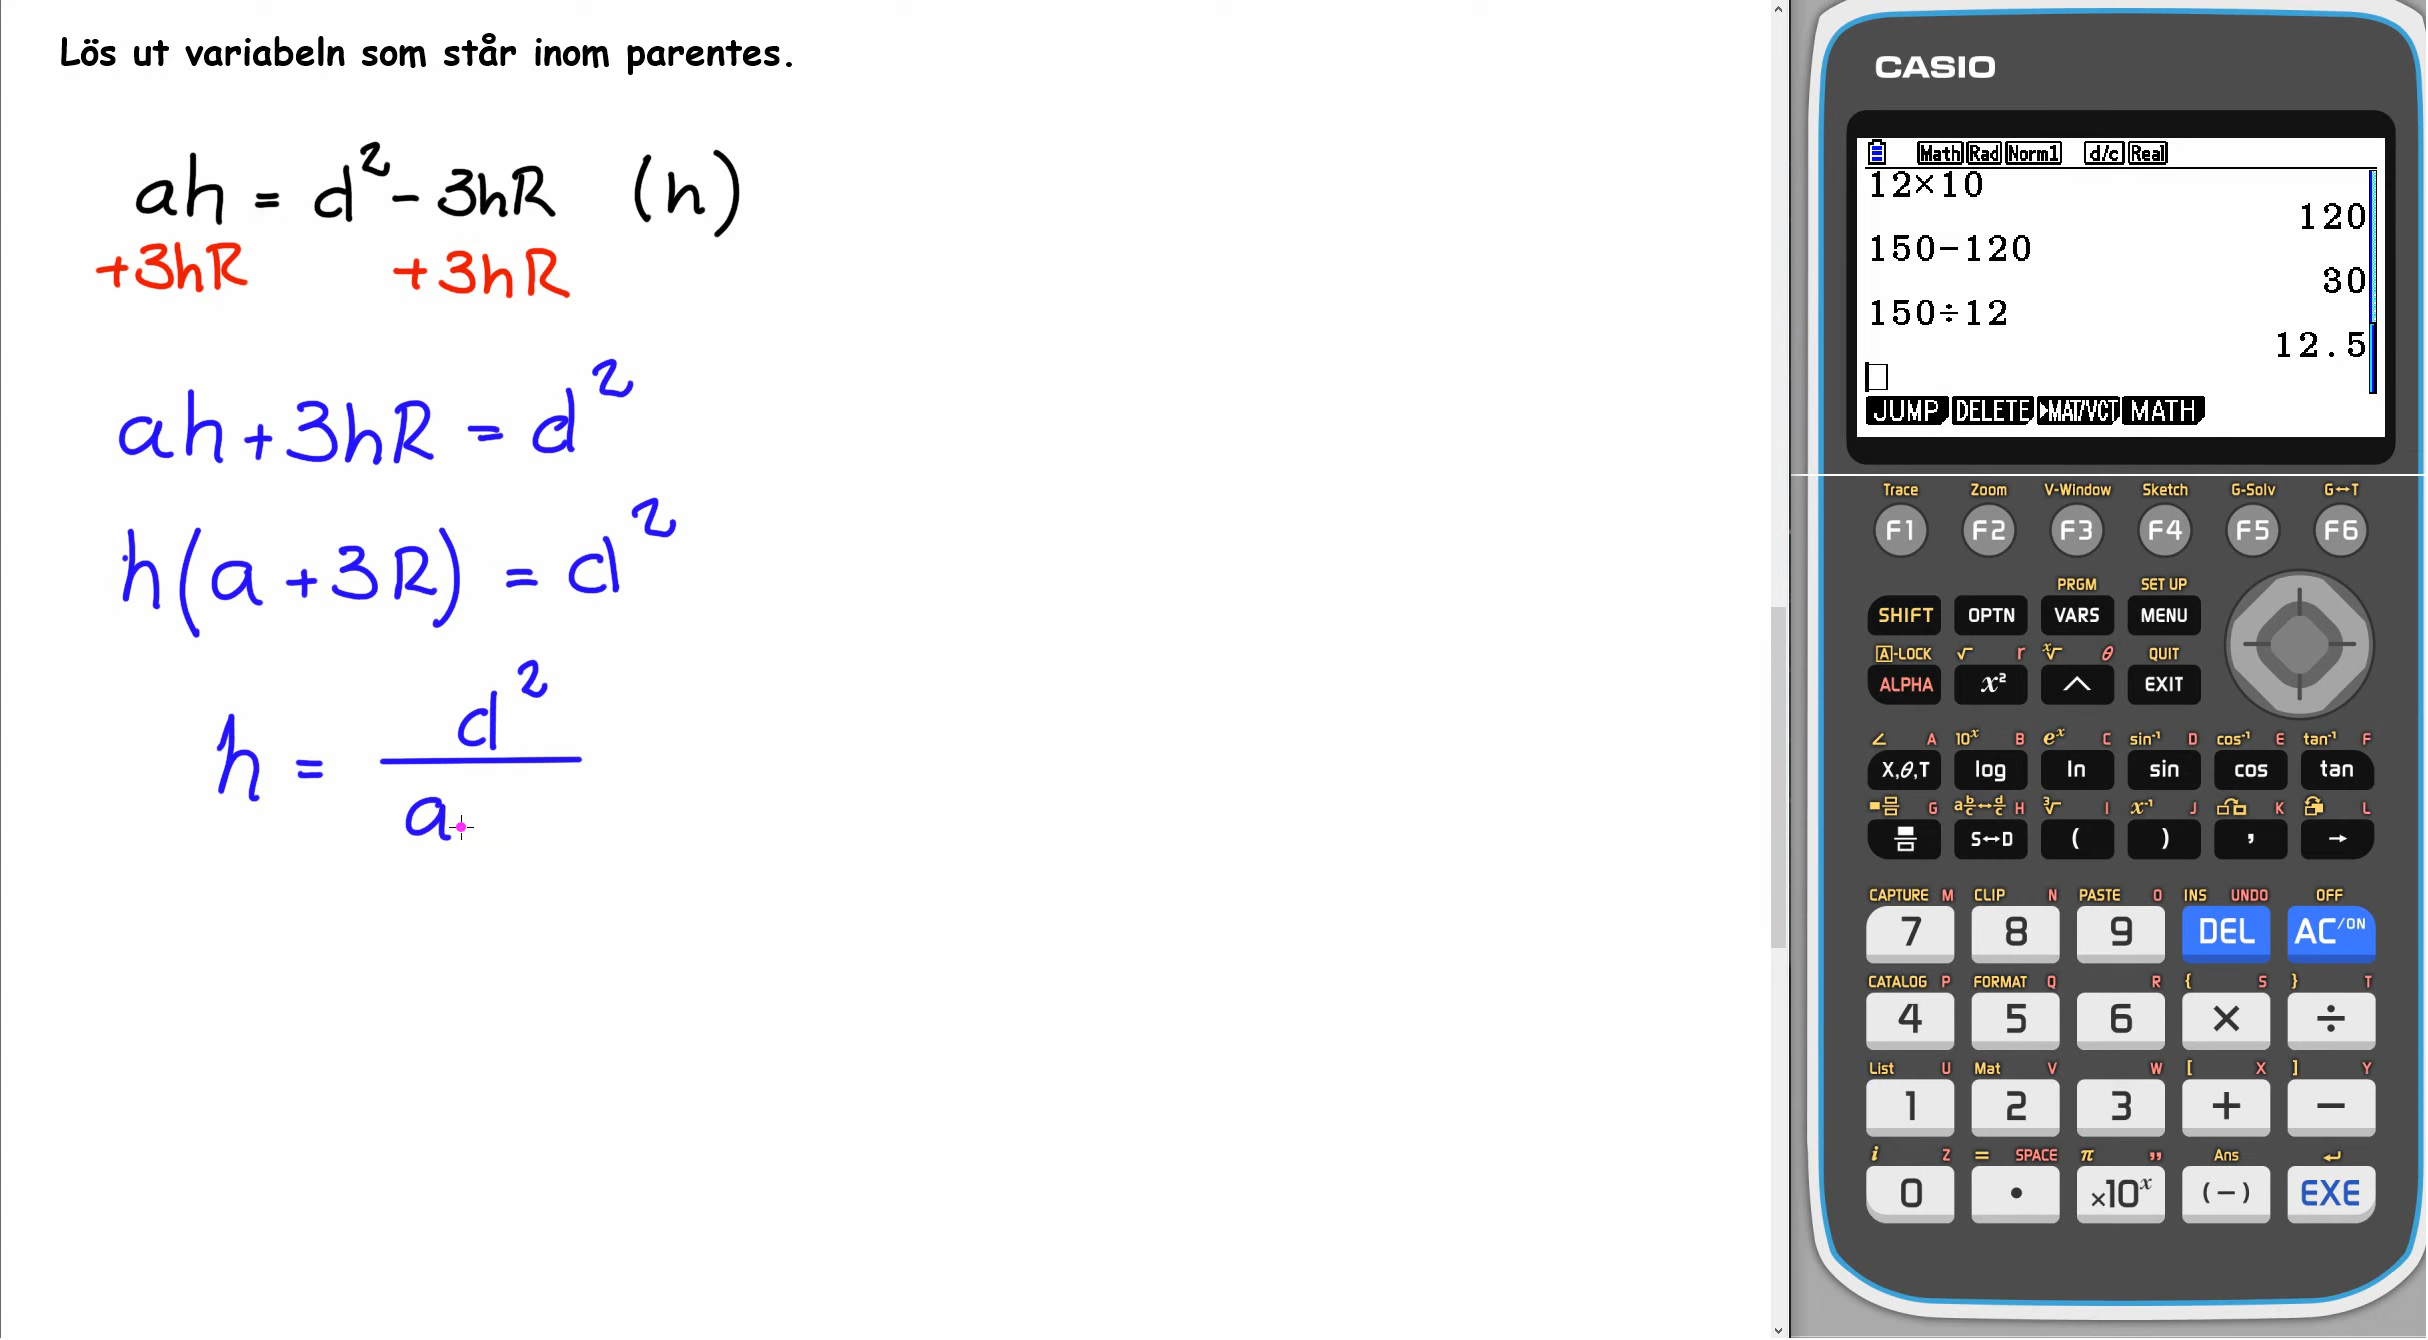 Lös ut variabeln som står inom parentes.
ah = d² - 3hR (h)
+3hR +3hR
ah + 3hR = d²
h(a + 3R) = d²
h = d²
a
CASIO
Math Rad Norm1 d/c Real
12×10
120
150-120
30
150÷12
12.5
JUMP DELETE ▶MAT/VCT MATH
Trace Zoom V-Window Sketch G-Solv G↔T
F1 F2 F3 F4 F5 F6
PRGM SET UP
SHIFT OPTN VARS MENU
A-LOCK √ r ˣ√ θ QUIT
ALPHA x² ^ EXIT
∠ A 10ˣ B eˣ C sin⁻¹ D cos⁻¹ E tan⁻¹ F
X,θ,T log ln sin cos tan
G a b/c↔d/c H ³√ I x⁻¹ J K L
S↔D ( ) , →
CAPTURE M CLIP N PASTE O INS UNDO OFF
7 8 9 DEL AC/ON
CATALOG P FORMAT Q R { S } T
4 5 6 × ÷
List U Mat V W [ X ] Y
1 2 3 + −
i Z = SPACE π " Ans ↵
0 • ×10ˣ (−) EXE